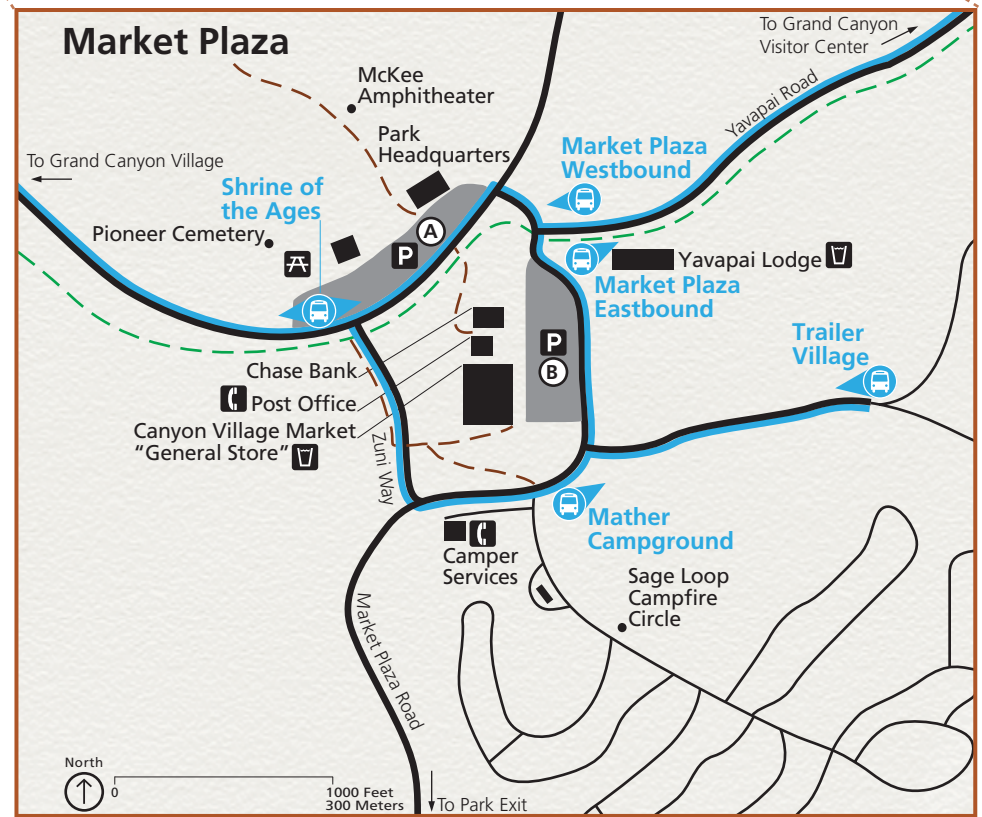 Market Plaza
To Grand Canyon
Visitor Center
McKee
Amphitheater
Yavapai Road
Park
Headquarters
Market Plaza
Westbound
To Grand Canyon Village
Shrine of
the Ages
Pioneer Cemetery
A
P
Yavapai Lodge
Market Plaza
Eastbound
Trailer
Village
P
B
Chase Bank
Post Office
Canyon Village Market
“General Store”
Zuni Way
Mather
Campground
Camper
Services
Sage Loop
Campfire
Circle
Market Plaza Road
North
0
1000 Feet
300 Meters
To Park Exit